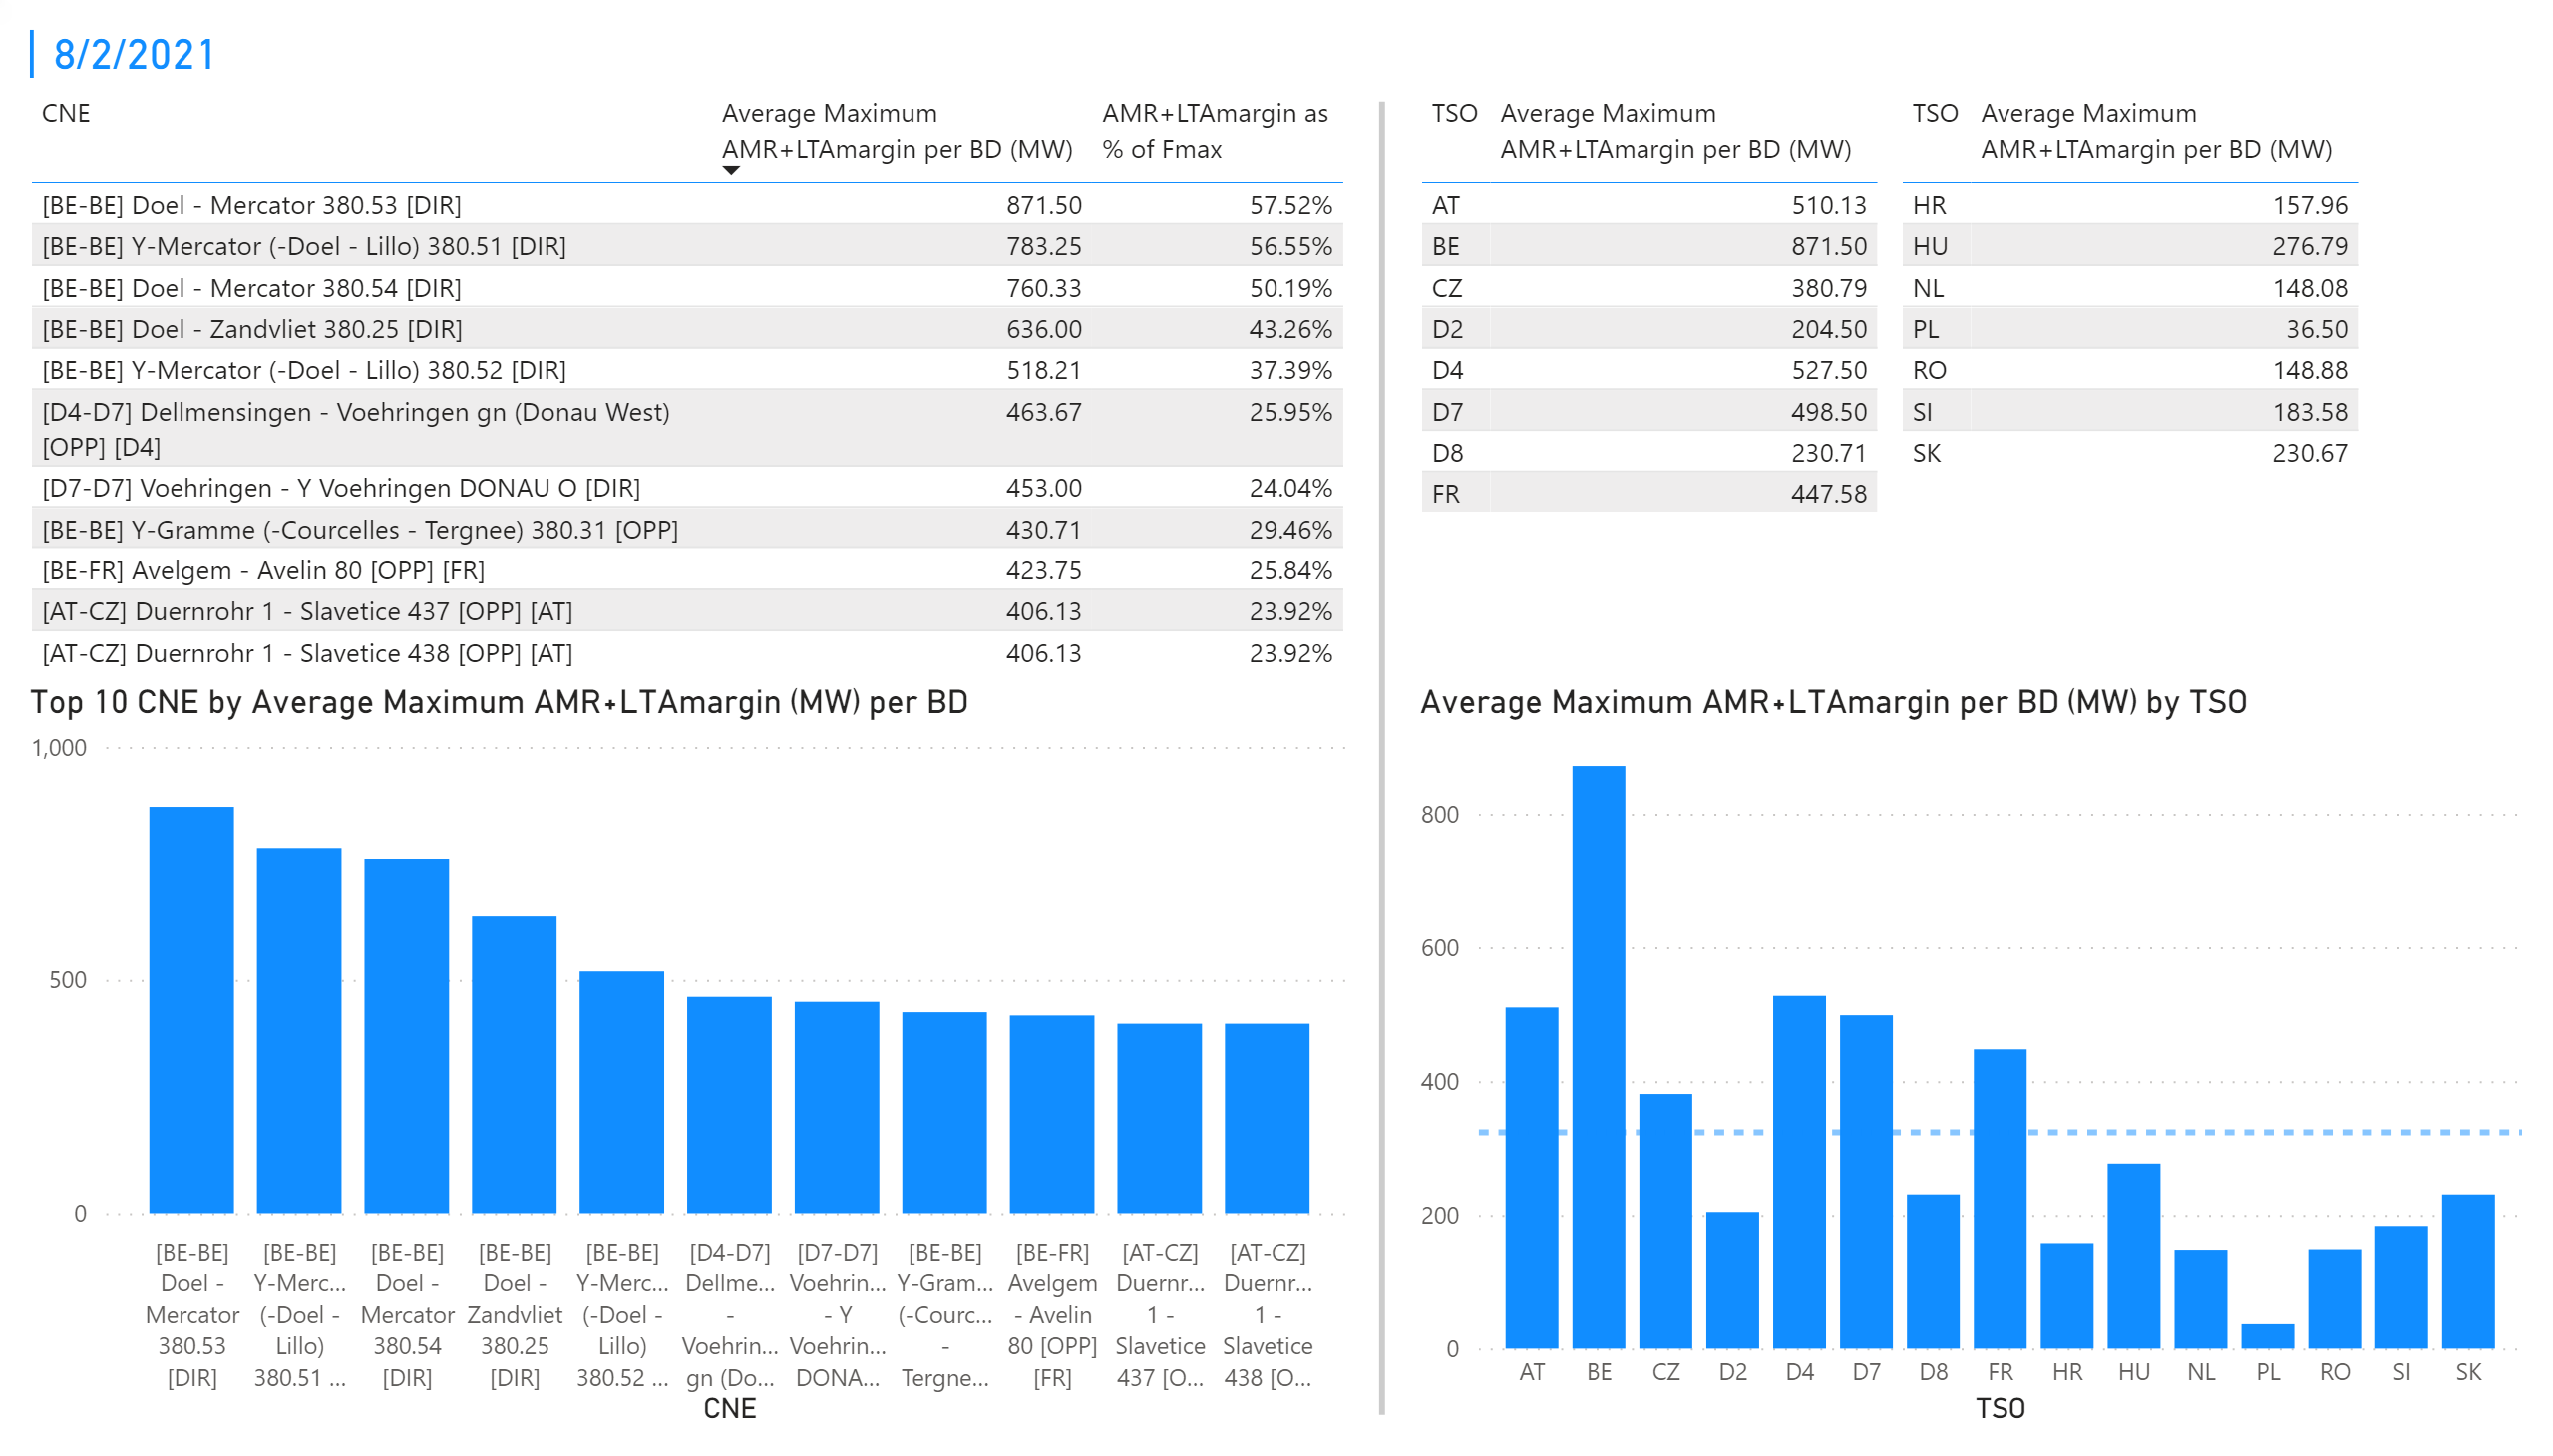 8/2/2021
CNE Average Maximum AMR+LTAmargin as
AMR+LTAmargin per BD (MW) % of Fmax
[BE-BE] Doel - Mercator 380.53 [DIR] 871.50 57.52%
[BE-BE] Y-Mercator (-Doel - Lillo) 380.51 [DIR] 783.25 56.55%
[BE-BE] Doel - Mercator 380.54 [DIR] 760.33 50.19%
[BE-BE] Doel - Zandvliet 380.25 [DIR] 636.00 43.26%
[BE-BE] Y-Mercator (-Doel - Lillo) 380.52 [DIR] 518.21 37.39%
[D4-D7] Dellmensingen - Voehringen gn (Donau West) 463.67 25.95%
[OPP] [D4]
[D7-D7] Voehringen - Y Voehringen DONAU O [DIR] 453.00 24.04%
[BE-BE] Y-Gramme (-Courcelles - Tergnee) 380.31 [OPP] 430.71 29.46%
[BE-FR] Avelgem - Avelin 80 [OPP] [FR] 423.75 25.84%
[AT-CZ] Duernrohr 1 - Slavetice 437 [OPP] [AT] 406.13 23.92%
[AT-CZ] Duernrohr 1 - Slavetice 438 [OPP] [AT] 406.13 23.92%
TSO Average Maximum
AMR+LTAmargin per BD (MW)
AT 510.13
BE 871.50
CZ 380.79
D2 204.50
D4 527.50
D7 498.50
D8 230.71
FR 447.58
TSO Average Maximum
AMR+LTAmargin per BD (MW)
HR 157.96
HU 276.79
NL 148.08
PL 36.50
RO 148.88
SI 183.58
SK 230.67
Top 10 CNE by Average Maximum AMR+LTAmargin (MW) per BD
1,000
500
0
[BE-BE] [BE-BE] [BE-BE] [BE-BE] [BE-BE] [D4-D7] [D7-D7] [BE-BE] [BE-FR] [AT-CZ] [AT-CZ]
Doel - Y-Merc... Doel - Doel - Y-Merc... Dellme... Voehrin... Y-Gram... Avelgem Duernr... Duernr...
Mercator (-Doel - Mercator Zandvliet (-Doel - - - Y (-Courc... - Avelin 1 - 1 -
380.53 Lillo) 380.54 380.25 Lillo) Voehrin... Voehrin... - 80 [OPP] Slavetice Slavetice
[DIR] 380.51 ... [DIR] [DIR] 380.52 ... gn (Do... DONA... Tergne... [FR] 437 [O... 438 [O...
CNE
Average Maximum AMR+LTAmargin per BD (MW) by TSO
800
600
400
200
0
AT BE CZ D2 D4 D7 D8 FR HR HU NL PL RO SI SK
TSO